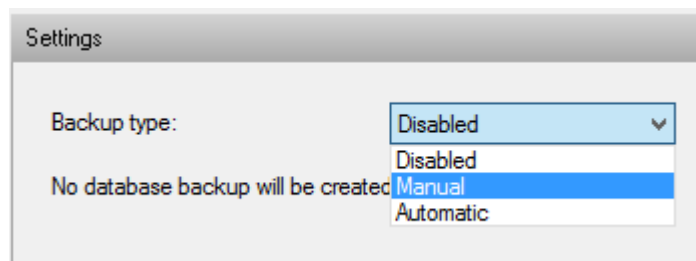 Settings
Backup type: Disabled
Disabled
No database backup will be created Manual
Automatic